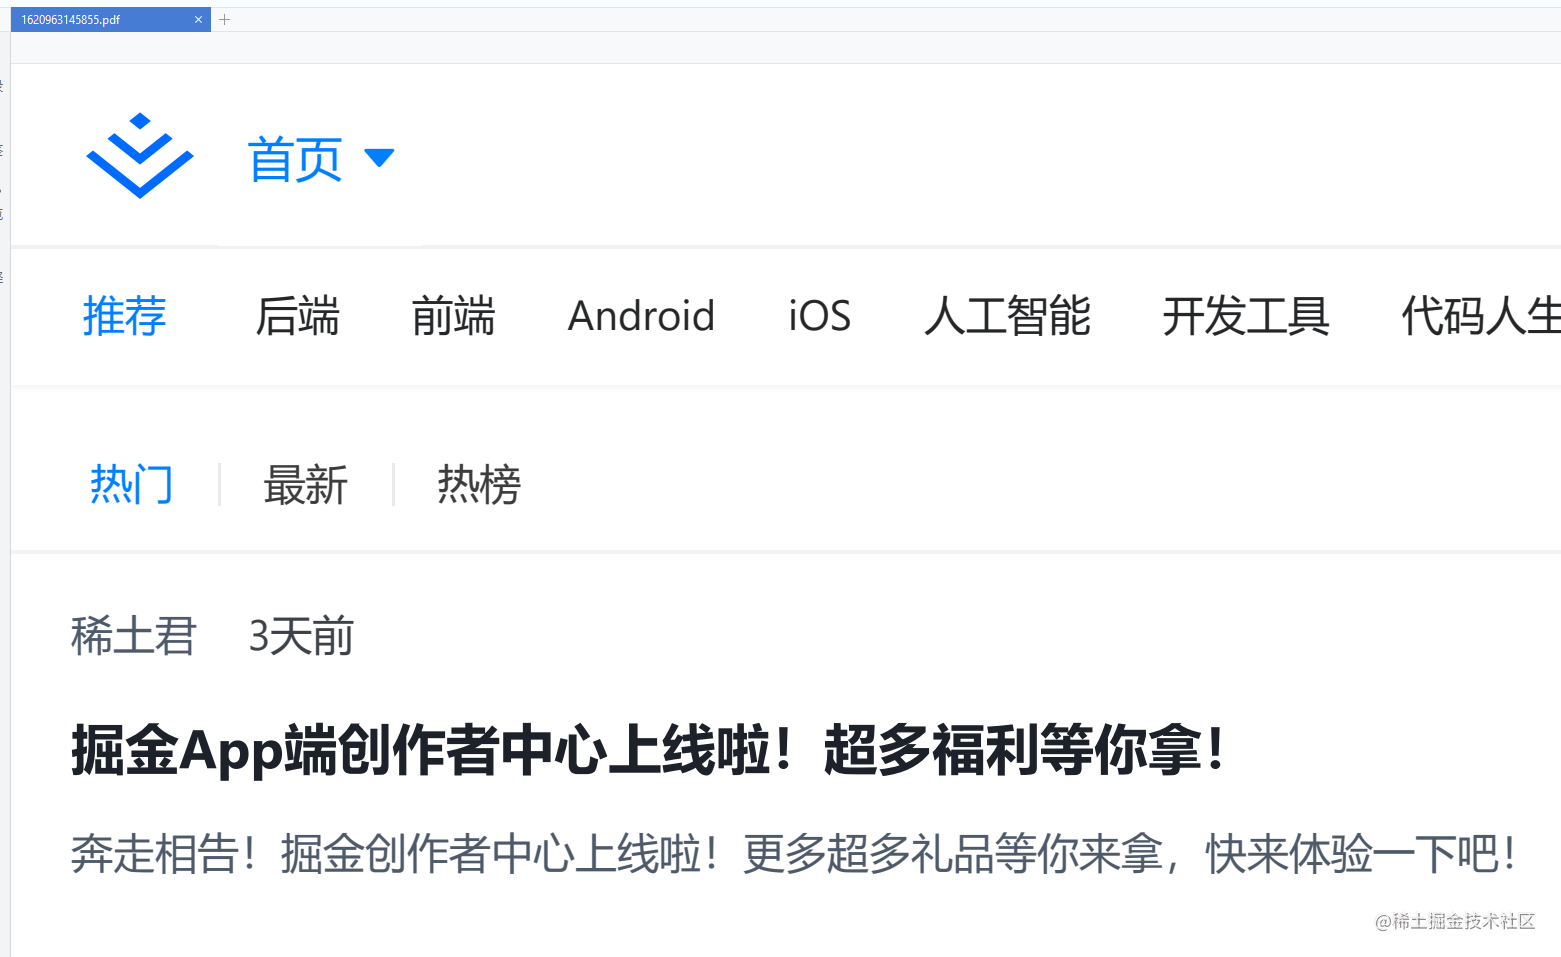 1620963145855.pdf
首页
推荐 后端 前端 Android iOS 人工智能 开发工具 代码人生
热门 最新 热榜
稀土君 3天前
掘金App端创作者中心上线啦！超多福利等你拿！
奔走相告！掘金创作者中心上线啦！更多超多礼品等你来拿，快来体验一下吧！
@稀土掘金技术社区